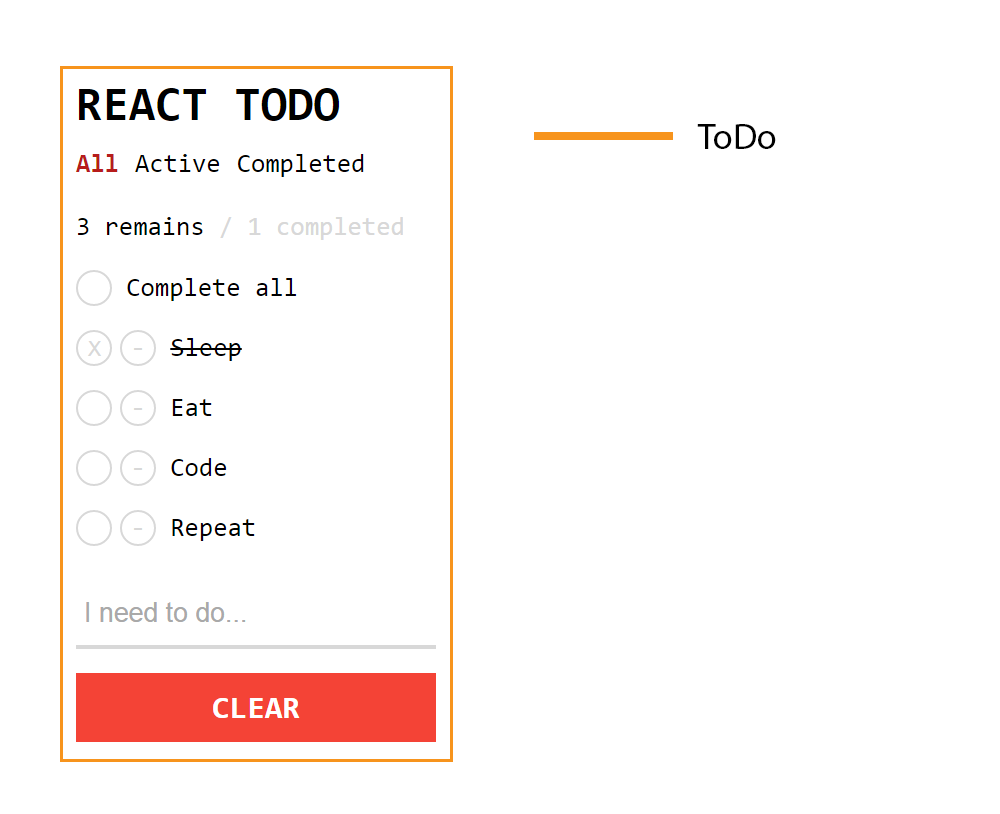 REACT TODO
All Active Completed
3 remains / 1 completed
Complete all
X - Sleep
- Eat
- Code
- Repeat
I need to do...
CLEAR
ToDo